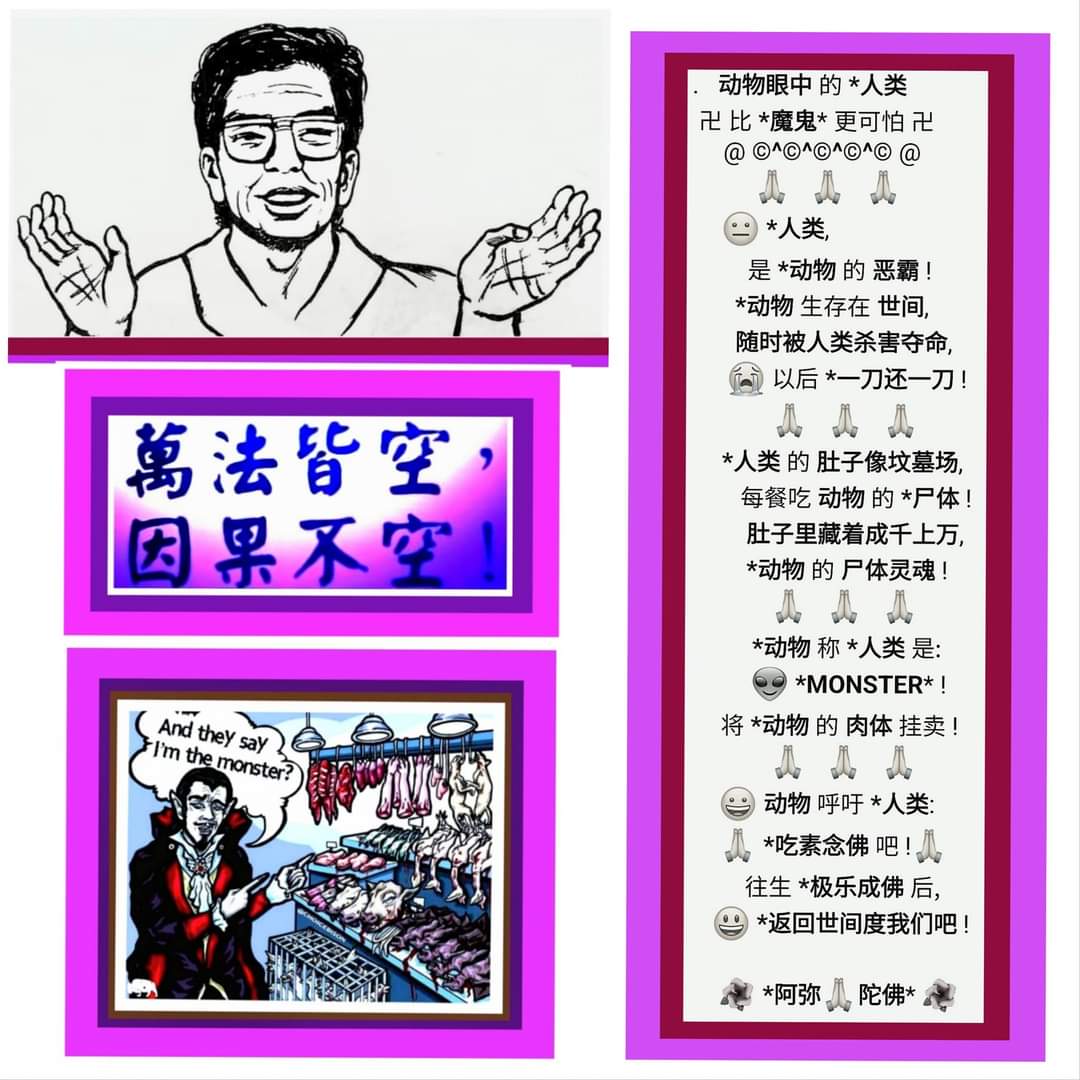 萬法皆空，
因果不空！
And they say
I'm the monster?
. 动物眼中 的 *人类
卍 比 *魔鬼* 更可怕 卍
@ ©^©^©^©^© @
🙏 🙏 🙏
😐 *人类,
是 *动物 的 恶霸 !
*动物 生存在 世间,
随时被人类杀害夺命,
😭 以后 *一刀还一刀 !
🙏 🙏 🙏
*人类 的 肚子像坟墓场,
每餐吃 动物 的 *尸体 !
肚子里藏着成千上万,
*动物 的 尸体灵魂 !
🙏 🙏 🙏
*动物 称 *人类 是:
👽 *MONSTER* !
将 *动物 的 肉体 挂卖 !
🙏 🙏 🙏
😀 动物 呼吁 *人类:
🙏 *吃素念佛 吧 ! 🙏
往生 *极乐成佛 后,
😃 *返回世间度我们吧 !
🌹 *阿弥 🙏 陀佛* 🌹